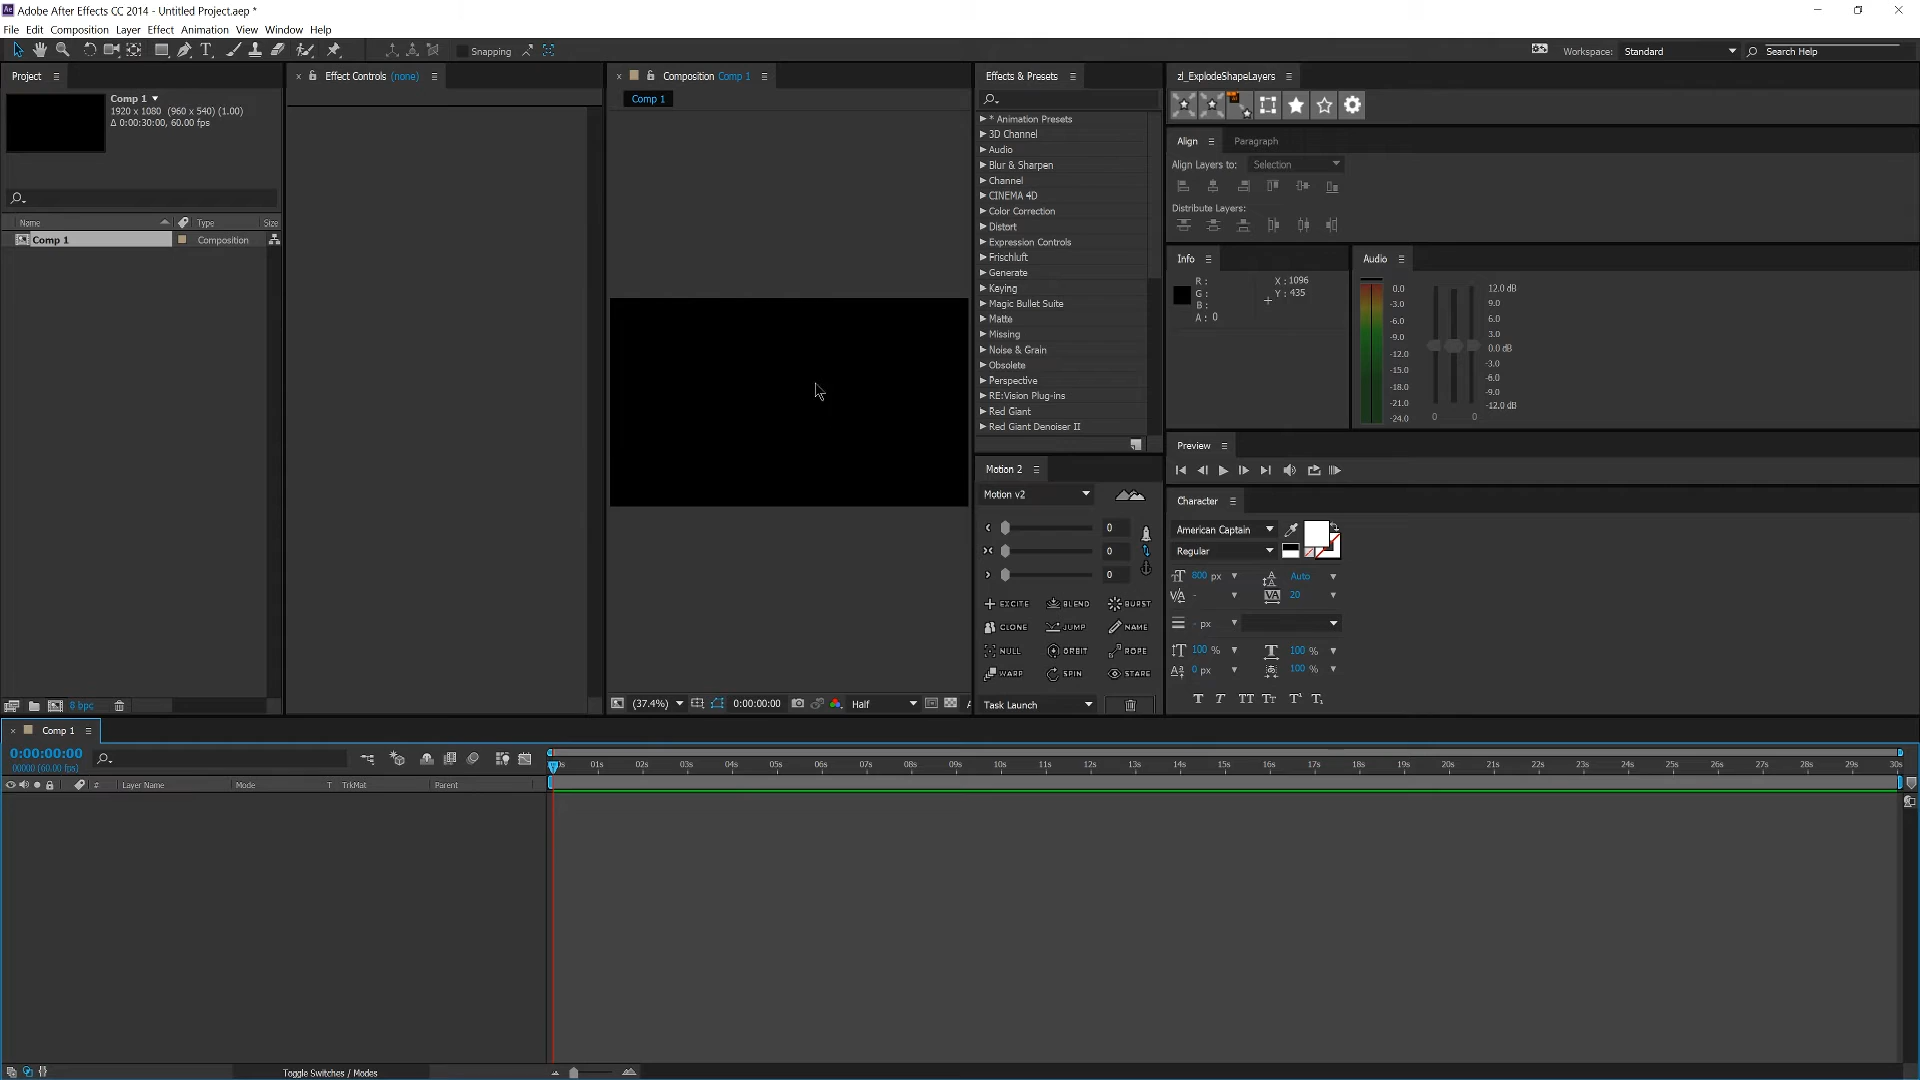 Adobe After Effects CC 2014 - Untitled Project.aep *
File Edit Composition Layer Effect Animation View Window Help
Snapping
Workspace: Standard
Search Help
Project
Comp 1
1920 x 1080 (960 x 540) (1.00)
Δ 0:00:30:00, 60.00 fps
Name Type Size
Comp 1 Composition
8 bpc
Effect Controls (none)
Composition Comp 1
Comp 1
(37.4%) 0:00:00:00 Half
Effects & Presets
* Animation Presets
3D Channel
Audio
Blur & Sharpen
Channel
CINEMA 4D
Color Correction
Distort
Expression Controls
Frischluft
Generate
Keying
Magic Bullet Suite
Matte
Missing
Noise & Grain
Obsolete
Perspective
RE:Vision Plug-ins
Red Giant
Red Giant Denoiser II
Motion 2
Motion v2
0
0
0
EXCITE BLEND BURST
CLONE JUMP NAME
NULL ORBIT ROPE
WARP SPIN STARE
Task Launch
zl_ExplodeShapeLayers
Align Paragraph
Align Layers to: Selection
Distribute Layers:
Info
R :
G :
B :
A : 0
X : 1096
Y : 435
Audio
0.0
-3.0
-6.0
-9.0
-12.0
-15.0
-18.0
-21.0
-24.0
12.0 dB
9.0
6.0
3.0
0.0 dB
-3.0
-6.0
-9.0
-12.0 dB
0 0
Preview
Character
American Captain
Regular
800 px Auto
- 20
- px
100 % 100 %
0 px 100 %
T T TT TT T¹ T₁
Comp 1
0:00:00:00
00000 (60.00 fps)
# Layer Name Mode T TrkMat Parent
0s 01s 02s 03s 04s 05s 06s 07s 08s 09s 10s 11s 12s 13s 14s 15s 16s 17s 18s 19s 20s 21s 22s 23s 24s 25s 26s 27s 28s 29s 30s
Toggle Switches / Modes